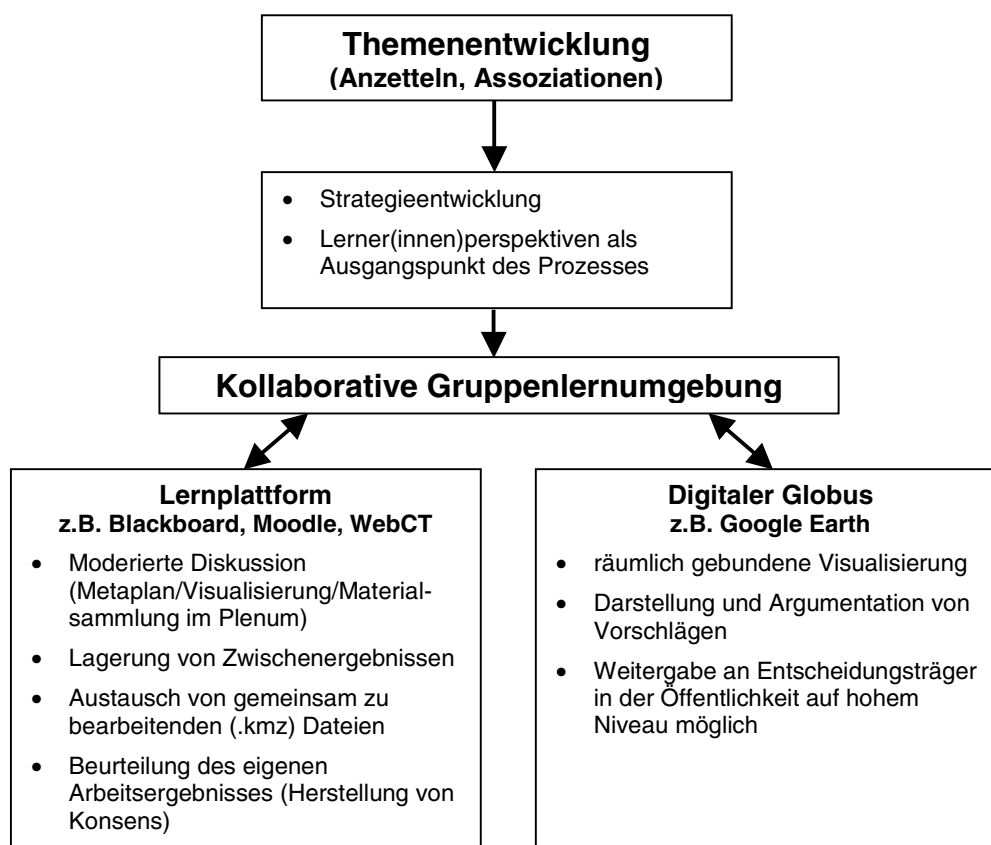 Themenentwicklung
(Anzetteln, Assoziationen)
• Strategieentwicklung
• Lerner(innen)perspektiven als
Ausgangspunkt des Prozesses
Kollaborative Gruppenlernumgebung
Lernplattform
z.B. Blackboard, Moodle, WebCT
• Moderierte Diskussion
(Metaplan/Visualisierung/Material-
sammlung im Plenum)
• Lagerung von Zwischenergebnissen
• Austausch von gemeinsam zu
bearbeitenden (.kmz) Dateien
• Beurteilung des eigenen
Arbeitsergebnisses (Herstellung von
Konsens)
Digitaler Globus
z.B. Google Earth
• räumlich gebundene Visualisierung
• Darstellung und Argumentation von
Vorschlägen
• Weitergabe an Entscheidungsträger
in der Öffentlichkeit auf hohem
Niveau möglich